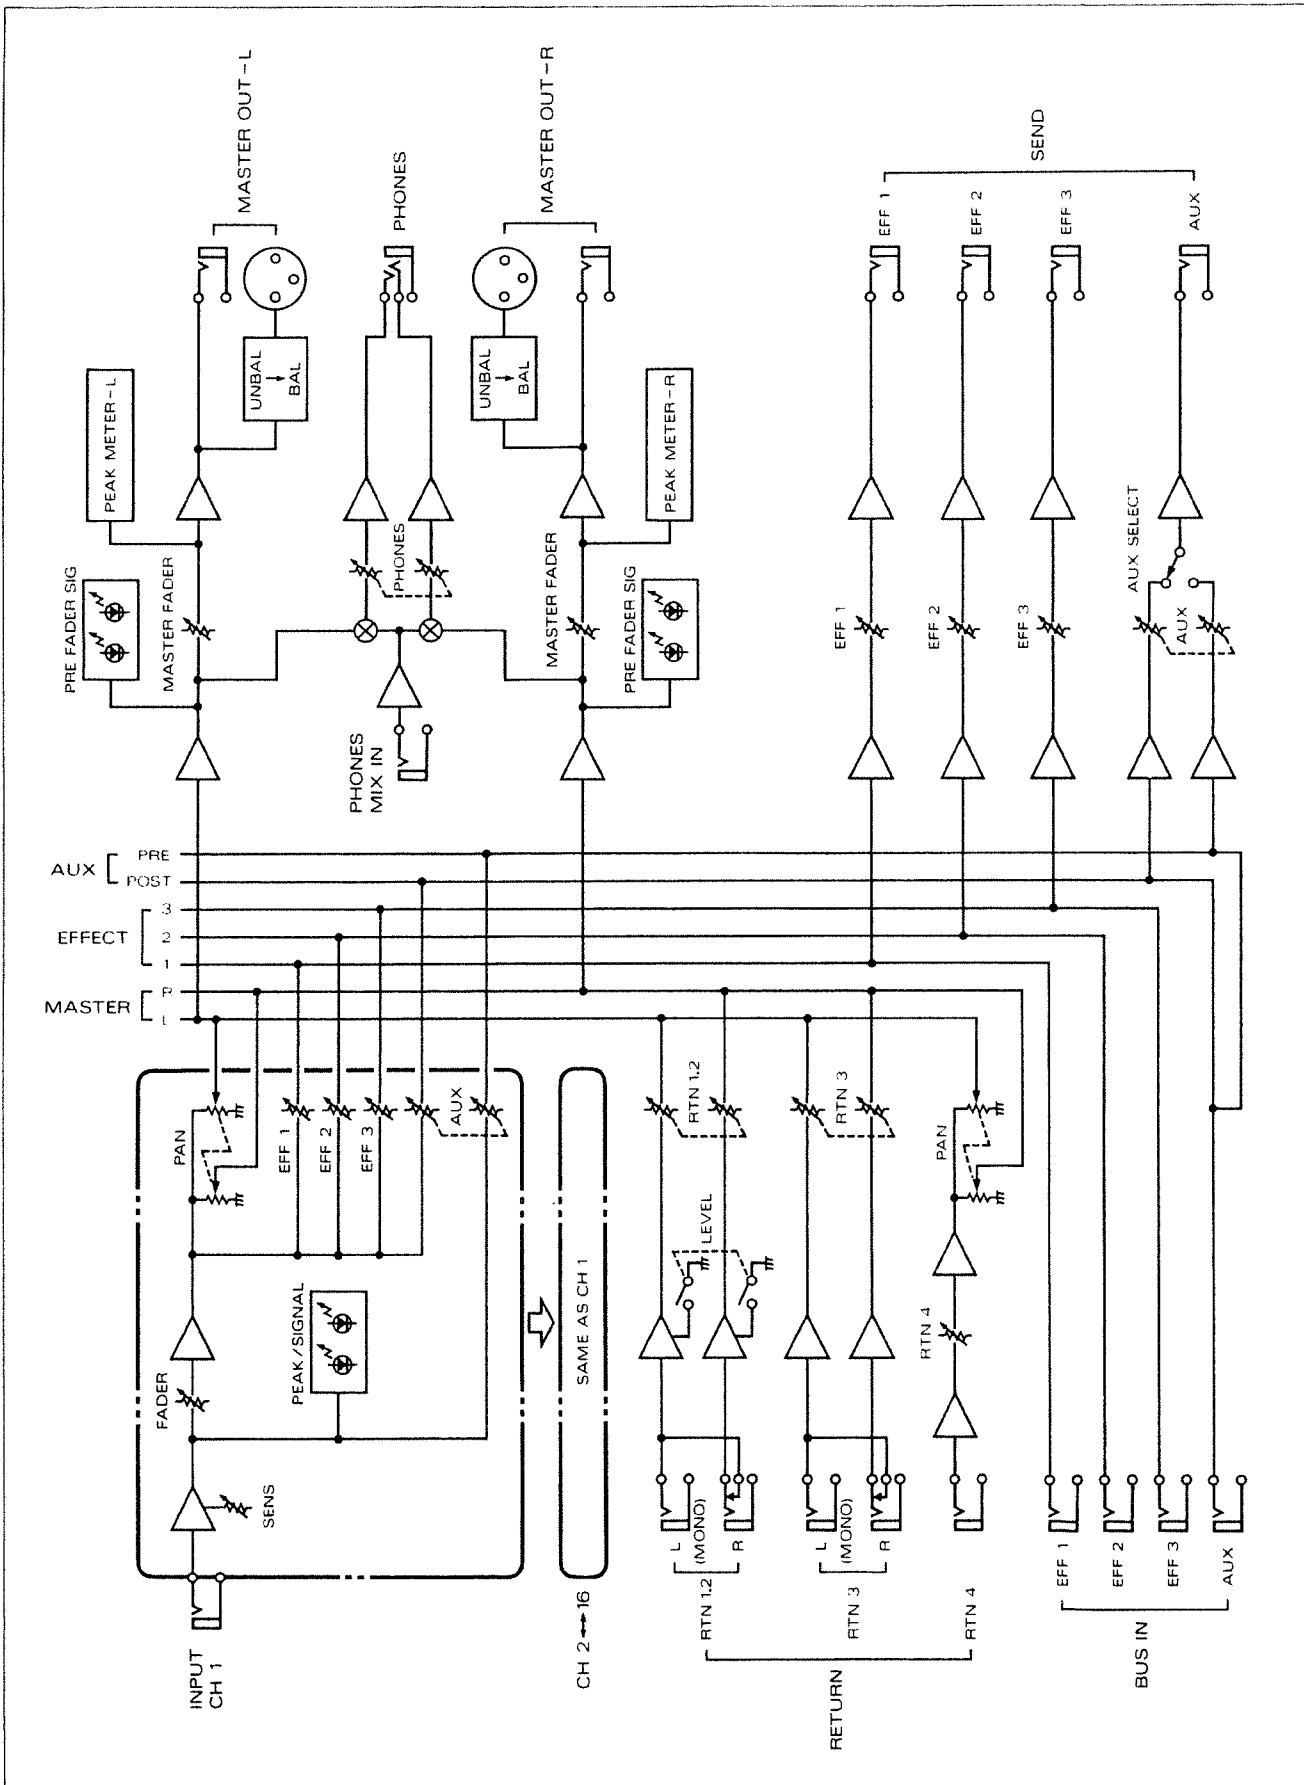 MASTER OUT-L
PHONES
MASTER OUT-R
SEND
EFF 1
EFF 2
EFF 3
AUX
UNBAL
BAL
UNBAL
BAL
PEAK METER-L
PEAK METER-R
PRE FADER SIG
MASTER FADER
PHONES
MASTER FADER
PRE FADER SIG
AUX SELECT
EFF 1
EFF 2
EFF 3
AUX
PHONES
MIX IN
AUX
PRE
POST
EFFECT
3
2
1
MASTER
R
L
PAN
EFF 1
EFF 2
EFF 3
AUX
PEAK/SIGNAL
FADER
SENS
INPUT
CH 1
SAME AS CH 1
CH 2↔16
RTN 1.2
RTN 3
LEVEL
PAN
RTN 4
L
(MONO)
R
RTN 1.2
L
(MONO)
R
RTN 3
RTN 4
RETURN
EFF 1
EFF 2
EFF 3
AUX
BUS IN